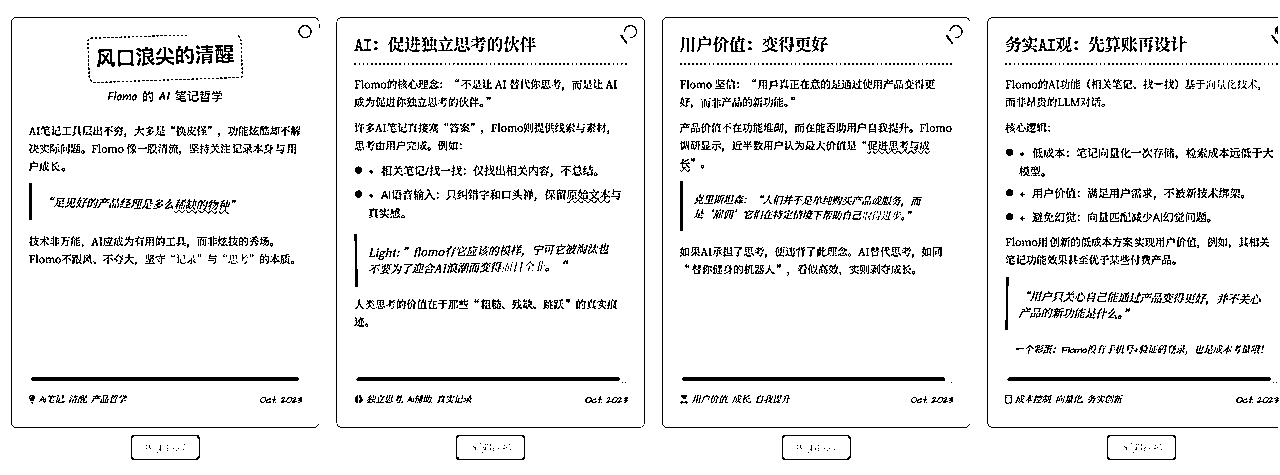 风口浪尖的清醒
Flomo 的 AI 笔记哲学
AI笔记工具层出不穷，大多是“换皮怪”，功能炫酷却不解
决实际问题。Flomo 像一股清流，坚持关注记录本身与用
户成长。
“是见好的产品经理是多么稀缺的物种”
技术非万能，AI应成为有用的工具，而非炫技的秀场。
Flomo不跟风、不夸大，坚守“记录”与“思考”的本质。
AI笔记 清醒 产品哲学
Oct 2023
AI：促进独立思考的伙伴
Flomo的核心理念：“不是让 AI 替代你思考，而是让 AI
成为促进你独立思考的伙伴。”
许多AI笔记直接喂“答案”，Flomo则提供线索与素材，
思考由用户完成。例如：
相关笔记/找一找：仅找出相关内容，不总结。
AI语音输入：只纠错字和口头禅，保留原始文本与
真实感。
Light：” flomo有它应该的模样，宁可它被淘汰也
不要为了迎合AI浪潮而变得面目全非。 “
人类思考的价值在于那些“粗糙、残缺、跳跃”的真实痕
迹。
独立思考, AI辅助, 真实记录
Oct 2023
用户价值：变得更好
Flomo 坚信：“用户真正在意的是通过使用产品变得更
好，而非产品的新功能。”
产品价值不在功能堆砌，而在能否助用户自我提升。Flomo
调研显示，近半数用户认为最大价值是“促进思考与成
长”。
克里斯坦森：“人们并不是单纯购买产品或服务，而
是‘雇佣’它们在特定情境下帮助自己取得进步。”
如果AI承担了思考，便违背了此理念。AI替代思考，如同
“替你健身的机器人”，看似高效，实则剥夺成长。
用户价值, 成长, 自我提升
Oct 2023
务实AI观：先算账再设计
Flomo的AI功能（相关笔记、找一找）基于向量化技术，
而非昂贵的LLM对话。
核心逻辑：
低成本：笔记向量化一次存储，检索成本远低于大
模型。
用户价值：满足用户需求，不被新技术绑架。
避免幻觉：向量匹配减少AI幻觉问题。
Flomo用创新的低成本方案实现用户价值，例如，其相关
笔记功能效果甚至优于某些付费产品。
“用户只关心自己能通过产品变得更好，并不关心
产品的新功能是什么。”
一个彩蛋：Flomo没有手机号+验证码登录，也是成本考量哦！
成本控制, 向量化, 务实创新
Oct 2023